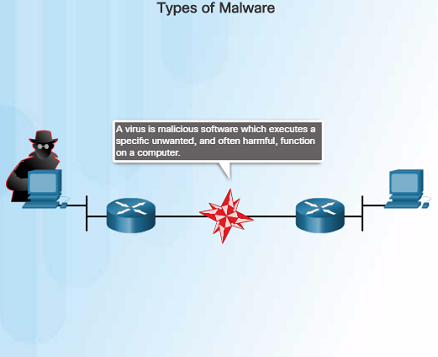 Types of Malware
A virus is malicious software which executes a
specific unwanted, and often harmful, function
on a computer.